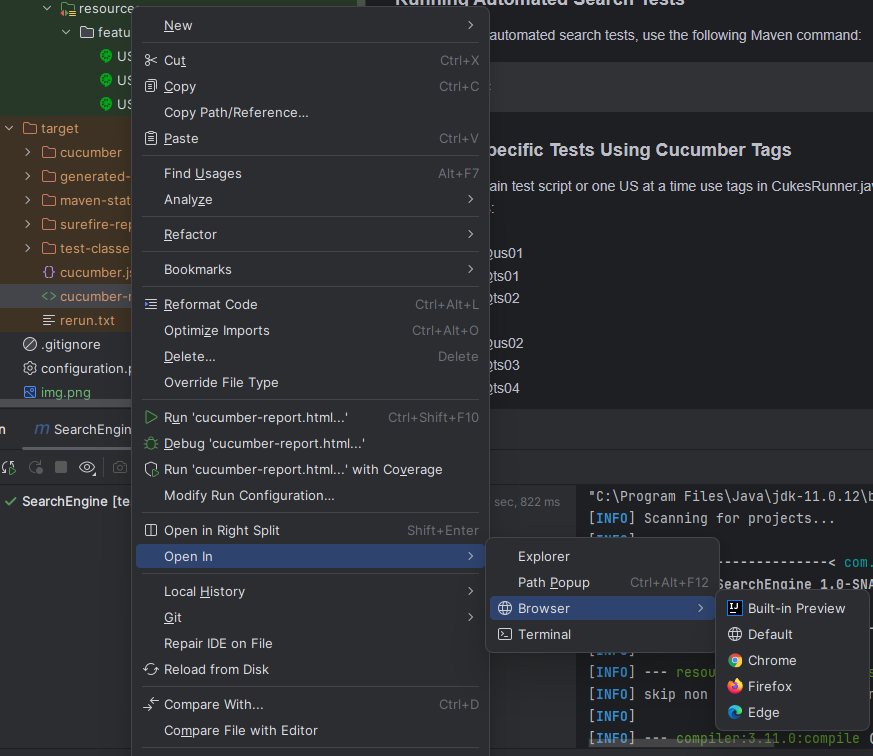 Running Automated Search Tests
automated search tests, use the following Maven command:
Specific Tests Using Cucumber Tags
test script or one US at a time use tags in CukesRunner.jav
us01
ts01
ts02
us02
ts03
ts04
resource
featu
US
US
US
target
cucumber
generated-
maven-stat
surefire-rep
test-classe
cucumber.js
cucumber-r
rerun.txt
.gitignore
configuration.p
img.png
New
Cut Ctrl+X
Copy Ctrl+C
Copy Path/Reference...
Paste Ctrl+V
Find Usages Alt+F7
Analyze
Refactor
Bookmarks
Reformat Code Ctrl+Alt+L
Optimize Imports Ctrl+Alt+O
Delete... Delete
Override File Type
Run 'cucumber-report.html...' Ctrl+Shift+F10
Debug 'cucumber-report.html...'
Run 'cucumber-report.html...' with Coverage
Modify Run Configuration...
Open in Right Split Shift+Enter
Open In
Local History
Git
Repair IDE on File
Reload from Disk
Compare With... Ctrl+D
Compare File with Editor
Explorer
Path Popup Ctrl+Alt+F12
Browser
Terminal
Built-in Preview
Default
Chrome
Firefox
Edge
n
m SearchEngin
SearchEngine [te
sec, 822 ms
"C:\Program Files\Java\jdk-11.0.12\b
[INFO] Scanning for projects...
[INFO]
--------------< com.
SearchEngine 1.0-SNA
[INFO]
[INFO] --- resou
[INFO] skip non
[INFO]
[INFO] --- compiler:3.11.0:compile (